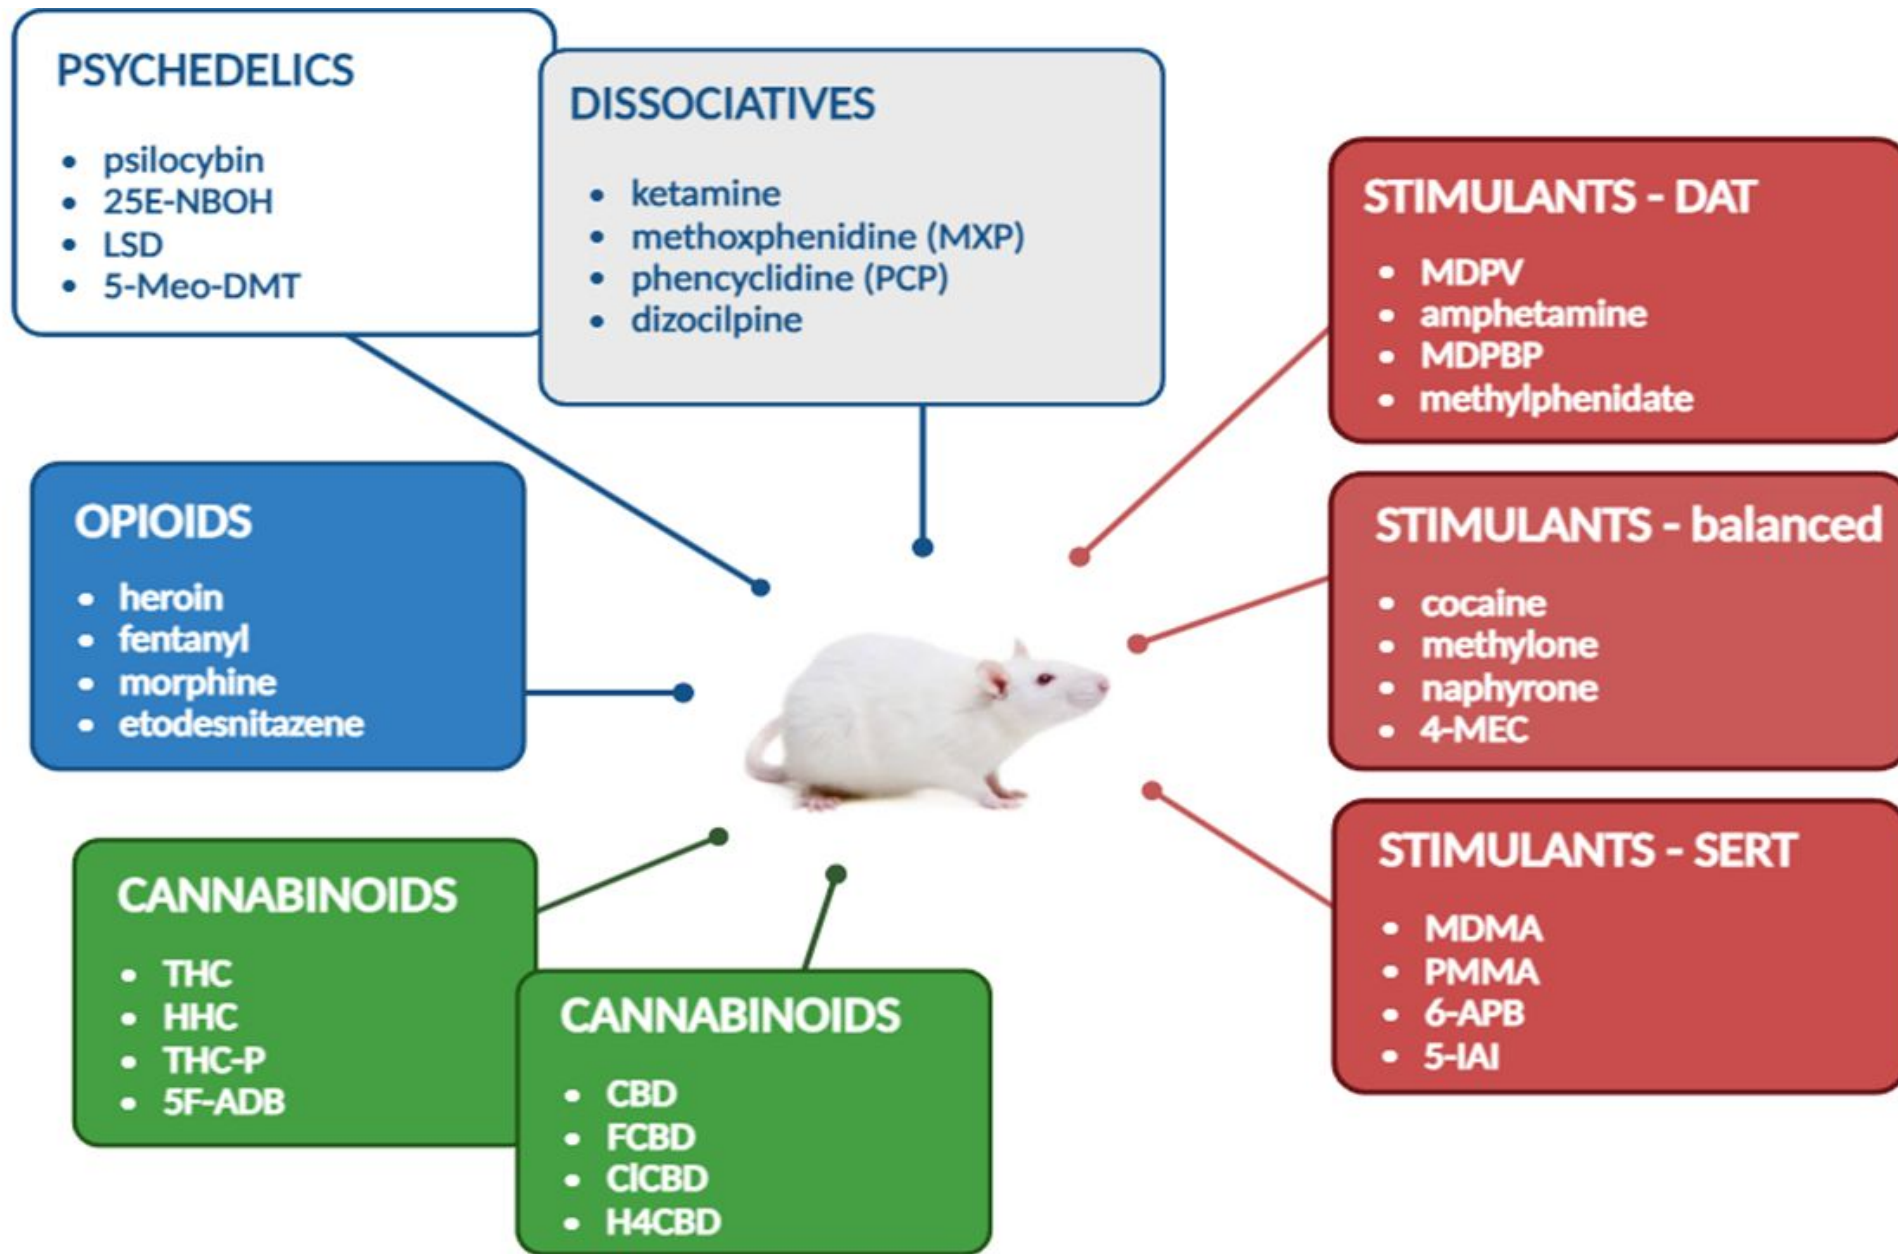 PSYCHEDELICS
• psilocybin
• 25E-NBOH
• LSD
• 5-Meo-DMT
DISSOCIATIVES
• ketamine
• methoxphenidine (MXP)
• phencyclidine (PCP)
• dizocilpine
STIMULANTS - DAT
• MDPV
• amphetamine
• MDPBP
• methylphenidate
OPIOIDS
• heroin
• fentanyl
• morphine
• etodesnitazene
STIMULANTS - balanced
• cocaine
• methylone
• naphyrone
• 4-MEC
CANNABINOIDS
• THC
• HHC
• THC-P
• 5F-ADB
CANNABINOIDS
• CBD
• FCBD
• ClCBD
• H4CBD
STIMULANTS - SERT
• MDMA
• PMMA
• 6-APB
• 5-IAI